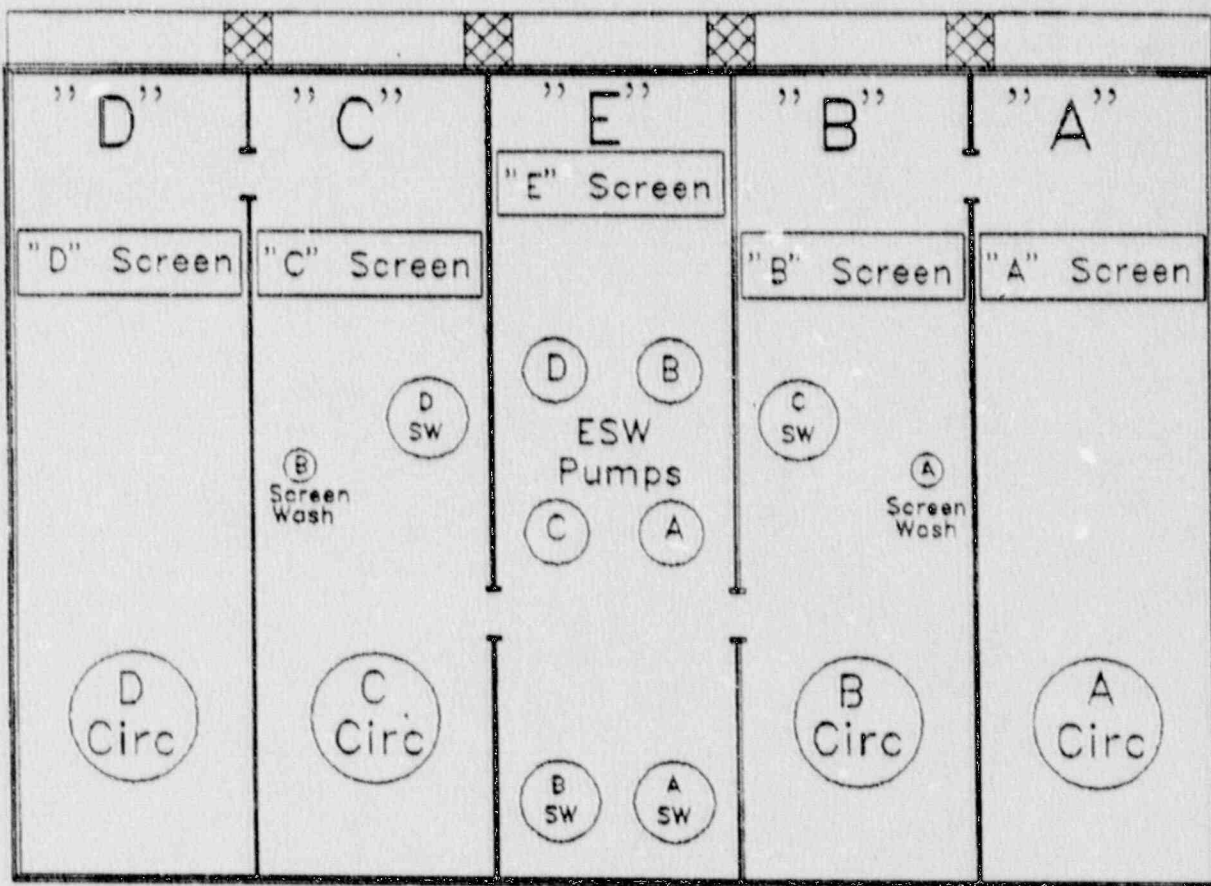 "D"
"C"
"E"
"B"
"A"
"E" Screen
"D" Screen
"C" Screen
"B" Screen
"A" Screen
D
B
D
SW
ESW
Pumps
C
SW
B
Screen
Wash
A
Screen
Wash
C
A
D
Circ
C
Circ
B
Circ
A
Circ
B
SW
A
SW